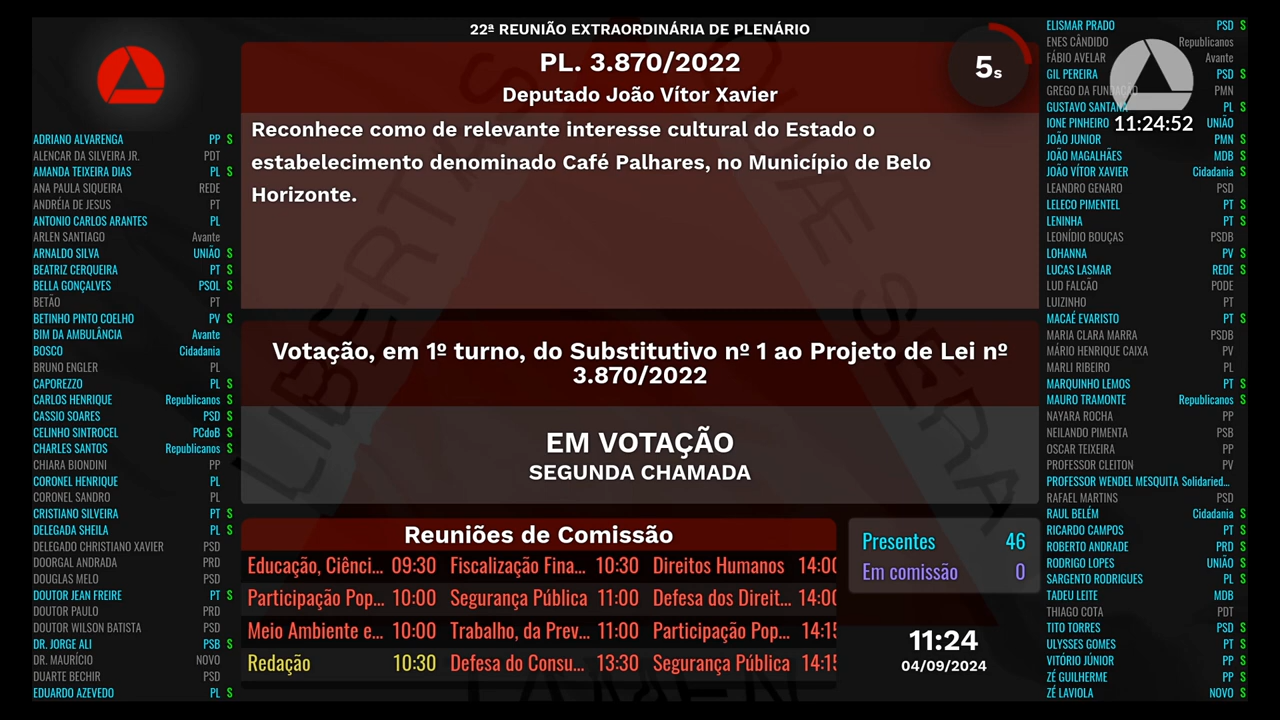 22ª REUNIÃO EXTRAORDINÁRIA DE PLENÁRIO
PL. 3.870/2022
Deputado João Vítor Xavier
5s
Reconhece como de relevante interesse cultural do Estado o
estabelecimento denominado Café Palhares, no Município de Belo
Horizonte.
Votação, em 1º turno, do Substitutivo nº 1 ao Projeto de Lei nº
3.870/2022
EM VOTAÇÃO
SEGUNDA CHAMADA
Reuniões de Comissão
Educação, Ciênci... 09:30 Fiscalização Fina... 10:30 Direitos Humanos 14:00
Participação Pop... 10:00 Segurança Pública 11:00 Defesa dos Direit... 14:00
Meio Ambiente e... 10:00 Trabalho, da Prev... 11:00 Participação Pop... 14:15
Redação 10:30 Defesa do Consu... 13:30 Segurança Pública 14:15
Presentes 46
Em comissão 0
11:24
04/09/2024
ADRIANO ALVARENGA PP S
ALENCAR DA SILVEIRA JR. PDT
AMANDA TEIXEIRA DIAS PL S
ANA PAULA SIQUEIRA REDE
ANDRÉIA DE JESUS PT
ANTONIO CARLOS ARANTES PL
ARLEN SANTIAGO Avante
ARNALDO SILVA UNIÃO S
BEATRIZ CERQUEIRA PT S
BELLA GONÇALVES PSOL S
BETÃO PT
BETINHO PINTO COELHO PV S
BIM DA AMBULÂNCIA Avante
BOSCO Cidadania
BRUNO ENGLER PL
CAPOREZZO PL S
CARLOS HENRIQUE Republicanos S
CASSIO SOARES PSD S
CELINHO SINTROCEL PCdoB S
CHARLES SANTOS Republicanos S
CHIARA BIONDINI PP
CORONEL HENRIQUE PL
CORONEL SANDRO PL
CRISTIANO SILVEIRA PT S
DELEGADA SHEILA PL S
DELEGADO CHRISTIANO XAVIER PSD
DOORGAL ANDRADA PRD
DOUGLAS MELO PSD
DOUTOR JEAN FREIRE PT S
DOUTOR PAULO PRD
DOUTOR WILSON BATISTA PSD
DR. JORGE ALI PSB S
DR. MAURÍCIO NOVO
DUARTE BECHIR PSD
EDUARDO AZEVEDO PL S
ELISMAR PRADO PSD S
ENES CÂNDIDO Republicanos
FÁBIO AVELAR Avante
GIL PEREIRA PSD S
GREGO DA FUNDAÇÃO PMN
GUSTAVO SANTANA PL S
IONE PINHEIRO UNIÃO
11:24:52
JOÃO JUNIOR PMN S
JOÃO MAGALHÃES MDB S
JOÃO VÍTOR XAVIER Cidadania S
LEANDRO GENARO PSD
LELECO PIMENTEL PT S
LENINHA PT S
LEONÍDIO BOUÇAS PSDB
LOHANNA PV S
LUCAS LASMAR REDE S
LUD FALCÃO PODE
LUIZINHO PT
MACAÉ EVARISTO PT S
MARIA CLARA MARRA PSDB
MÁRIO HENRIQUE CAIXA PV
MARLI RIBEIRO PL
MARQUINHO LEMOS PT S
MAURO TRAMONTE Republicanos S
NAYARA ROCHA PP
NEILANDO PIMENTA PSB
OSCAR TEIXEIRA PP
PROFESSOR CLEITON PV
PROFESSOR WENDEL MESQUITA Solidaried...
RAFAEL MARTINS PSD
RAUL BELÉM Cidadania S
RICARDO CAMPOS PT S
ROBERTO ANDRADE PRD S
RODRIGO LOPES UNIÃO S
SARGENTO RODRIGUES PL S
TADEU LEITE MDB
THIAGO COTA PDT
TITO TORRES PSD S
ULYSSES GOMES PT S
VITÓRIO JÚNIOR PP S
ZÉ GUILHERME PP S
ZÉ LAVIOLA NOVO S
LIBERTAS QUÆ SERA TAMEN